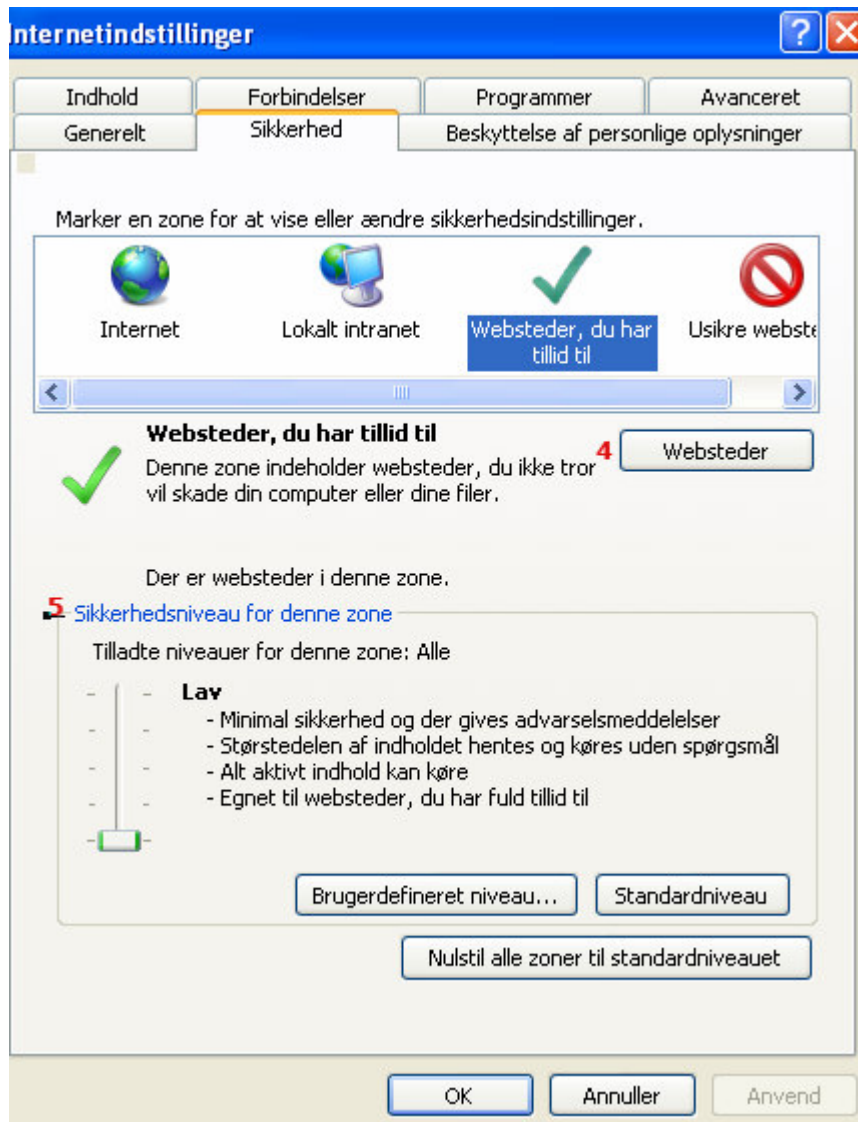 Internetindstillinger
Indhold Forbindelser Programmer Avanceret
Generelt Sikkerhed Beskyttelse af personlige oplysninger
Marker en zone for at vise eller ændre sikkerhedsindstillinger.
Internet Lokalt intranet Websteder, du har Usikre webste
tillid til
Websteder, du har tillid til
4 Websteder
Denne zone indeholder websteder, du ikke tror
vil skade din computer eller dine filer.
Der er websteder i denne zone.
5 Sikkerhedsniveau for denne zone
Tilladte niveauer for denne zone: Alle
Lav
- Minimal sikkerhed og der gives advarselsmeddelelser
- Størstedelen af indholdet hentes og køres uden spørgsmål
- Alt aktivt indhold kan køre
- Egnet til websteder, du har fuld tillid til
Brugerdefineret niveau... Standardniveau
Nulstil alle zoner til standardniveauet
OK Annuller Anvend